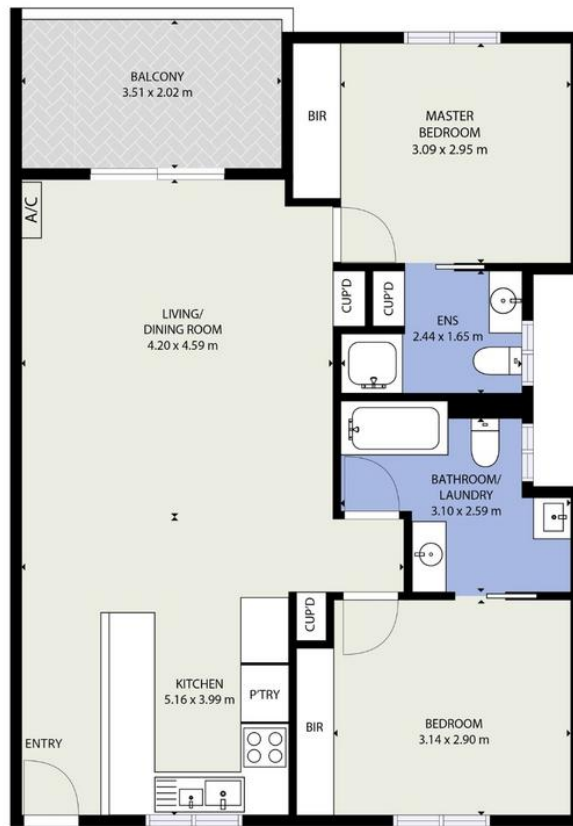 BALCONY
3.51 x 2.02 m
BIR
MASTER
BEDROOM
3.09 x 2.95 m
A/C
LIVING/
DINING ROOM
4.20 x 4.59 m
CUP'D
CUP'D
ENS
2.44 x 1.65 m
BATHROOM/
LAUNDRY
3.10 x 2.59 m
CUP'D
KITCHEN
5.16 x 3.99 m
P'TRY
ENTRY
BIR
BEDROOM
3.14 x 2.90 m